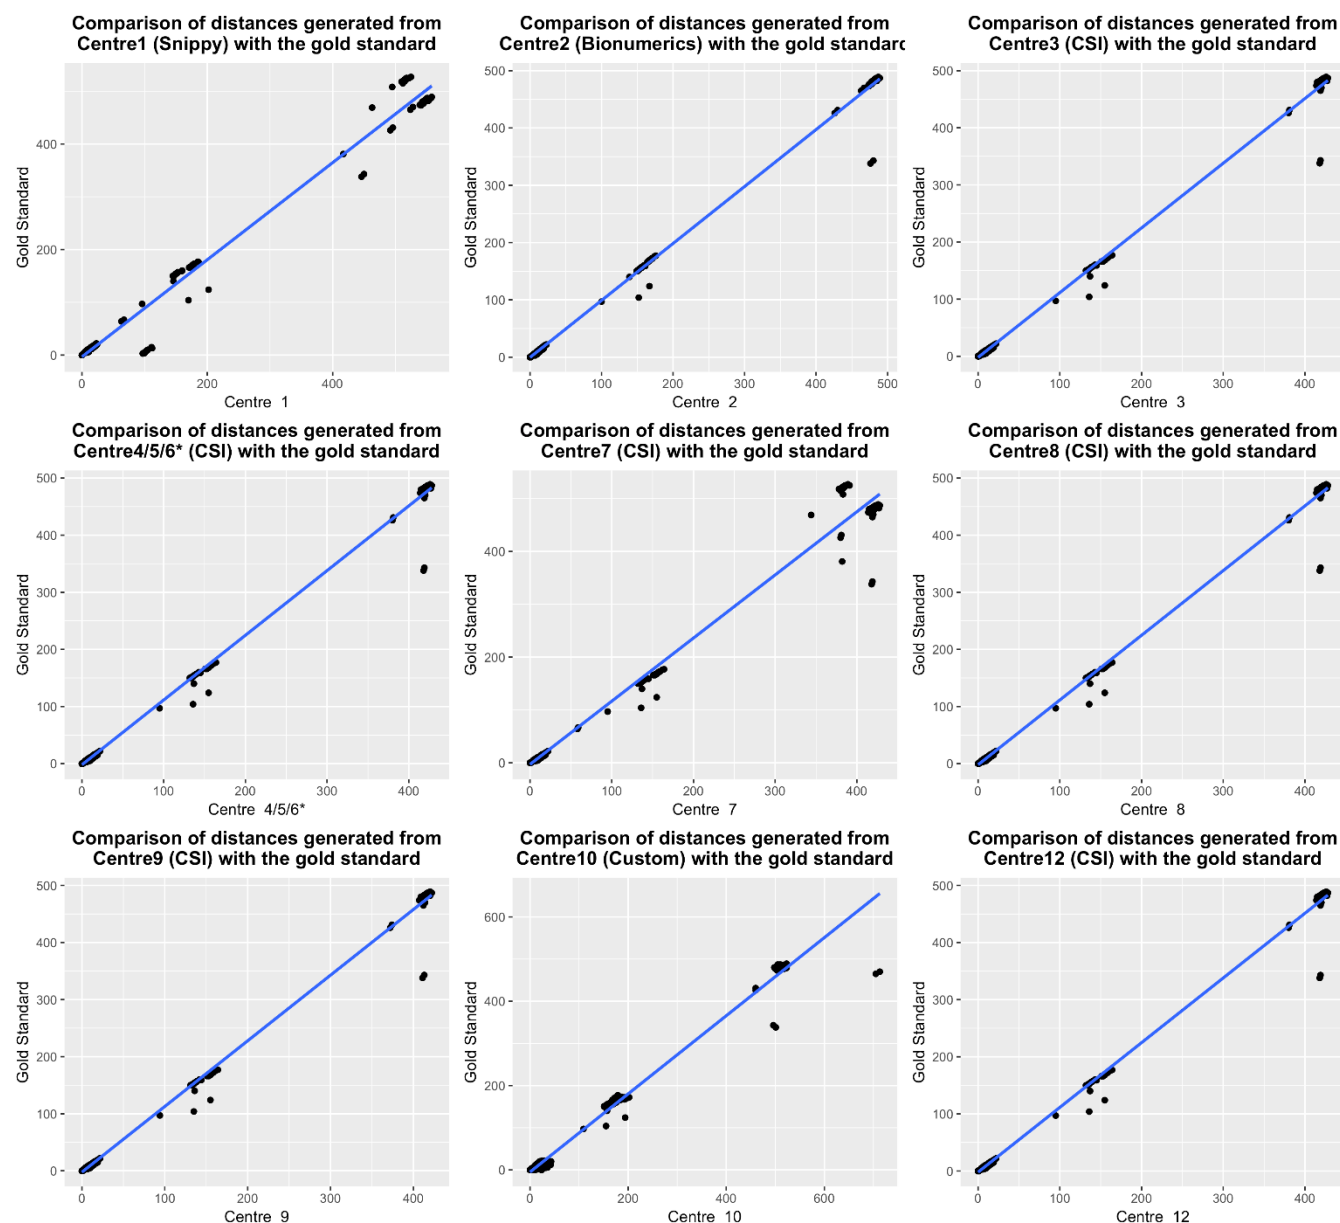 Comparison of distances generated from
Centre1 (Snippy) with the gold standard
Gold Standard
400
200
0
0 200 400
Centre 1
Comparison of distances generated from
Centre2 (Bionumerics) with the gold standard
Gold Standard
500
400
300
200
100
0
0 100 200 300 400 500
Centre 2
Comparison of distances generated from
Centre3 (CSI) with the gold standard
Gold Standard
500
400
300
200
100
0
0 100 200 300 400
Centre 3
Comparison of distances generated from
Centre4/5/6* (CSI) with the gold standard
Gold Standard
500
400
300
200
100
0
0 100 200 300 400
Centre 4/5/6*
Comparison of distances generated from
Centre7 (CSI) with the gold standard
Gold Standard
400
200
0
0 100 200 300 400
Centre 7
Comparison of distances generated from
Centre8 (CSI) with the gold standard
Gold Standard
500
400
300
200
100
0
0 100 200 300 400
Centre 8
Comparison of distances generated from
Centre9 (CSI) with the gold standard
Gold Standard
500
400
300
200
100
0
0 100 200 300 400
Centre 9
Comparison of distances generated from
Centre10 (Custom) with the gold standard
Gold Standard
600
400
200
0
0 200 400 600
Centre 10
Comparison of distances generated from
Centre12 (CSI) with the gold standard
Gold Standard
500
400
300
200
100
0
0 100 200 300 400
Centre 12